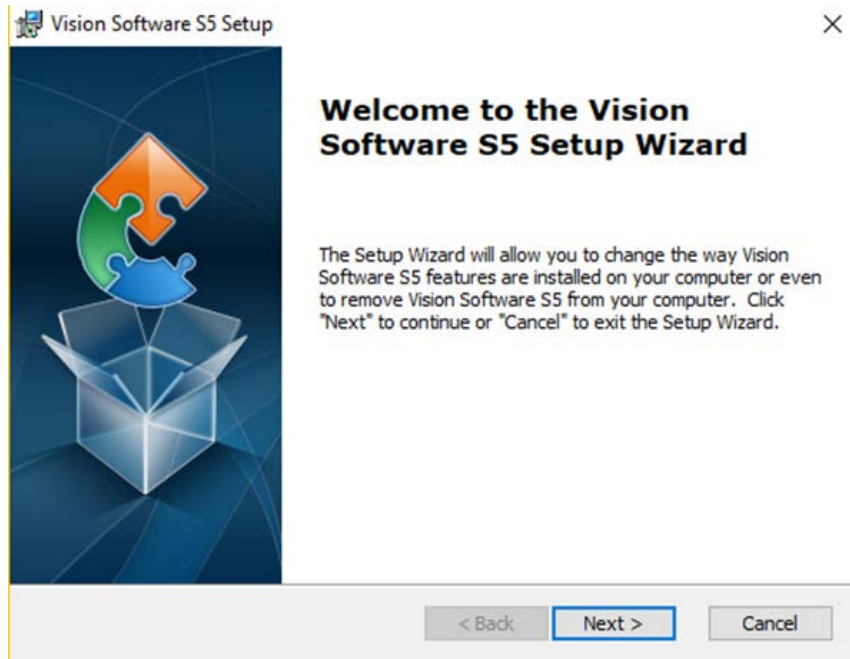 Vision Software S5 Setup
Welcome to the Vision
Software S5 Setup Wizard
The Setup Wizard will allow you to change the way Vision
Software S5 features are installed on your computer or even
to remove Vision Software S5 from your computer.  Click
"Next" to continue or "Cancel" to exit the Setup Wizard.
< Back   Next >   Cancel